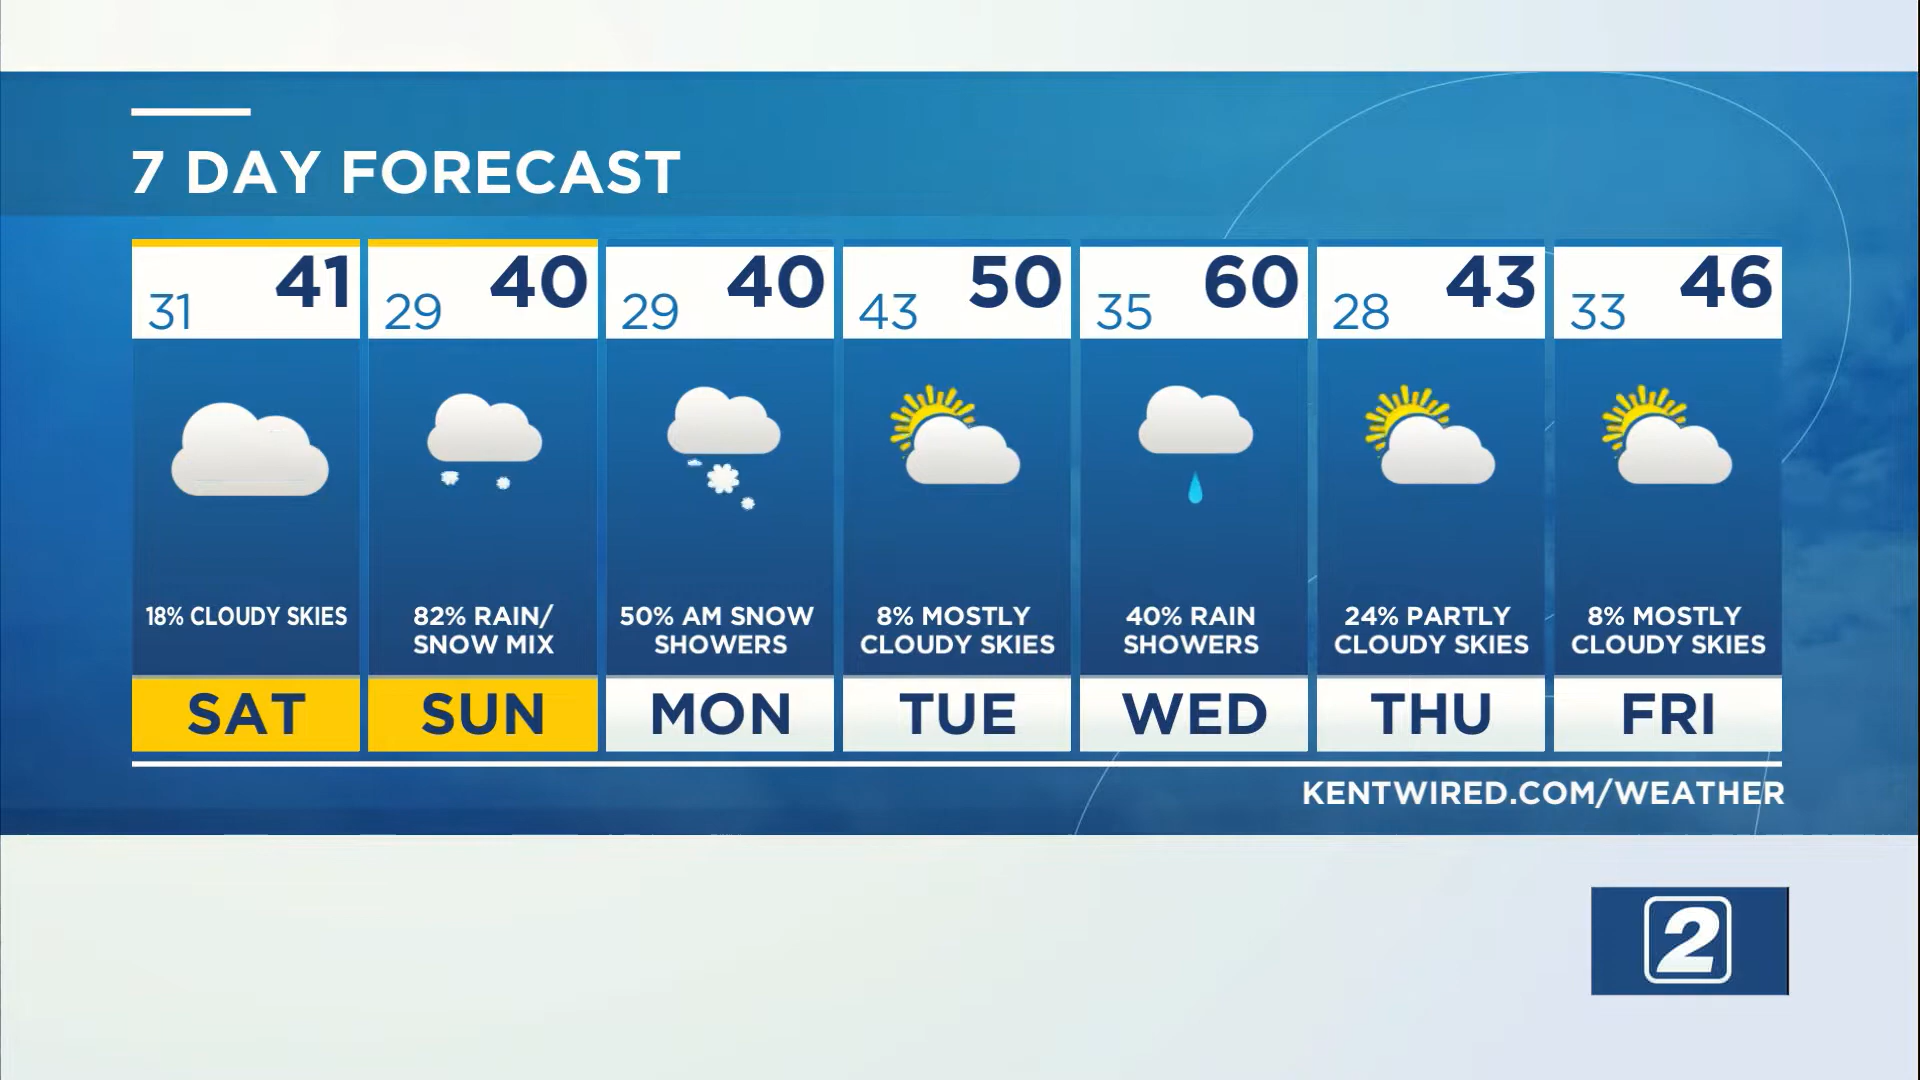 7 DAY FORECAST
31 41
29 40
29 40
43 50
35 60
28 43
33 46
18% CLOUDY SKIES
82% RAIN/
SNOW MIX
50% AM SNOW
SHOWERS
8% MOSTLY
CLOUDY SKIES
40% RAIN
SHOWERS
24% PARTLY
CLOUDY SKIES
8% MOSTLY
CLOUDY SKIES
SAT
SUN
MON
TUE
WED
THU
FRI
KENTWIRED.COM/WEATHER
2